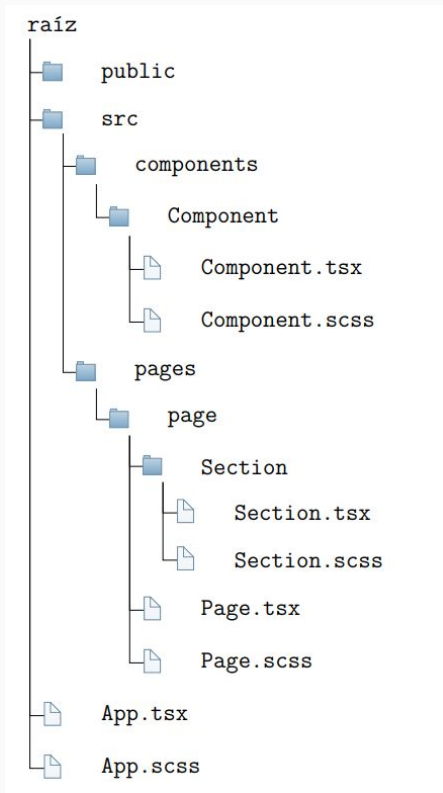 raíz
public
src
components
Component
Component.tsx
Component.scss
pages
page
Section
Section.tsx
Section.scss
Page.tsx
Page.scss
App.tsx
App.scss